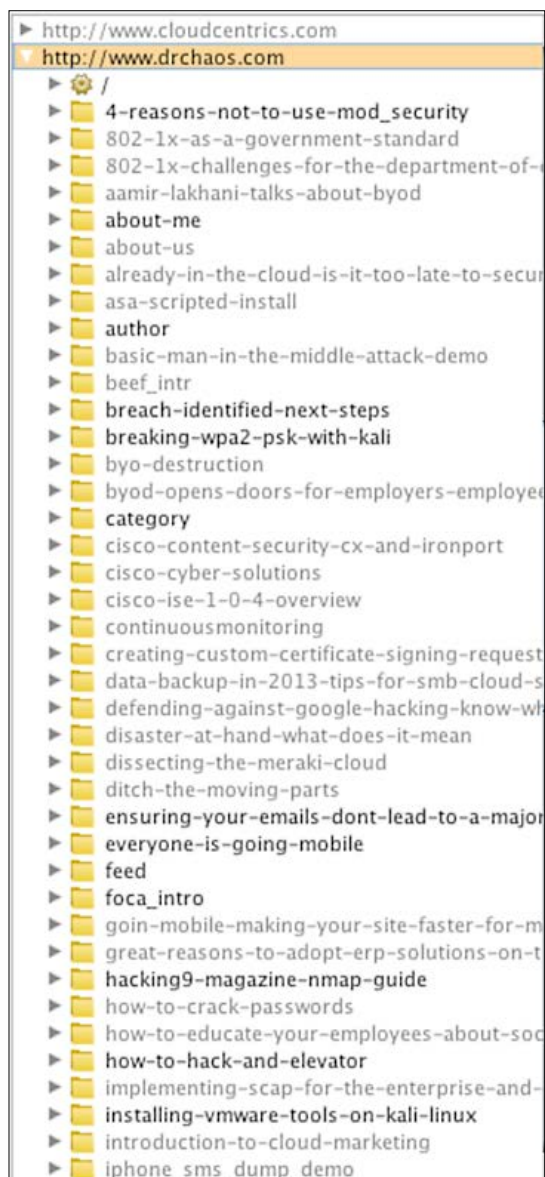 http://www.cloudcentrics.com
http://www.drchaos.com
/
4-reasons-not-to-use-mod_security
802-1x-as-a-government-standard
802-1x-challenges-for-the-department-of-
aamir-lakhani-talks-about-byod
about-me
about-us
already-in-the-cloud-is-it-too-late-to-secur
asa-scripted-install
author
basic-man-in-the-middle-attack-demo
beef_intr
breach-identified-next-steps
breaking-wpa2-psk-with-kali
byo-destruction
byod-opens-doors-for-employers-employee
category
cisco-content-security-cx-and-ironport
cisco-cyber-solutions
cisco-ise-1-0-4-overview
continuousmonitoring
creating-custom-certificate-signing-request
data-backup-in-2013-tips-for-smb-cloud-s
defending-against-google-hacking-know-wh
disaster-at-hand-what-does-it-mean
dissecting-the-meraki-cloud
ditch-the-moving-parts
ensuring-your-emails-dont-lead-to-a-major
everyone-is-going-mobile
feed
foca_intro
goin-mobile-making-your-site-faster-for-m
great-reasons-to-adopt-erp-solutions-on-t
hacking9-magazine-nmap-guide
how-to-crack-passwords
how-to-educate-your-employees-about-soc
how-to-hack-and-elevator
implementing-scap-for-the-enterprise-and-
installing-vmware-tools-on-kali-linux
introduction-to-cloud-marketing
iphone_sms_dump_demo